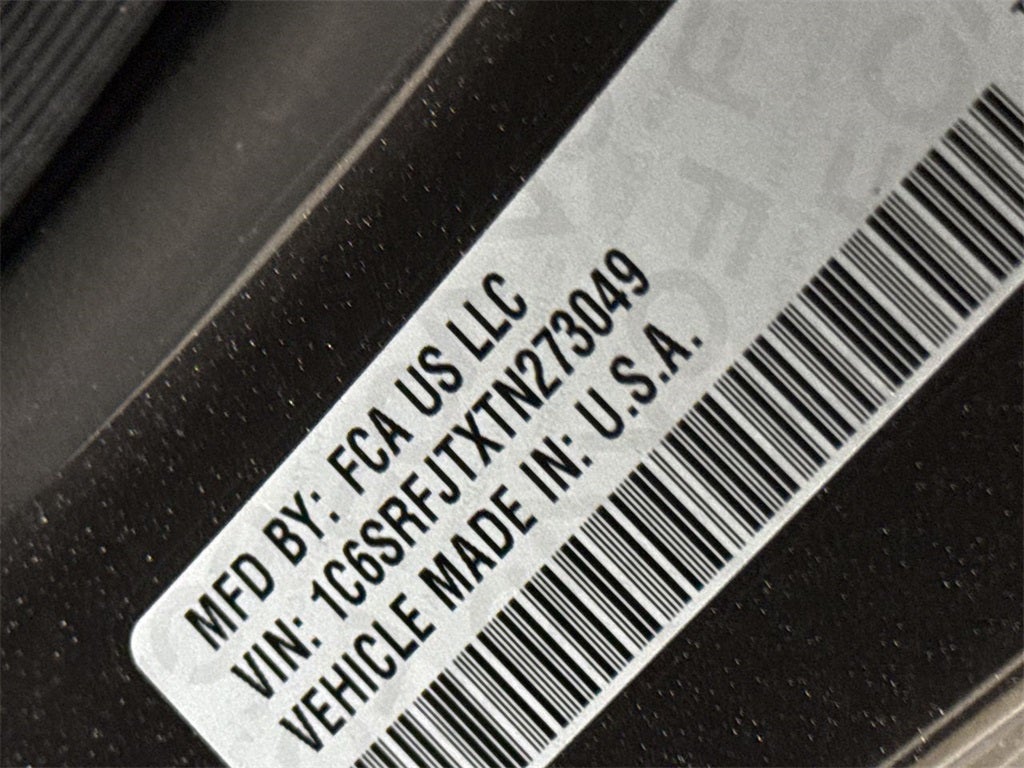 MFD BY: FCA US LLC
VIN: 1C6SRFJTXTN273049
VEHICLE MADE IN: U.S.A.